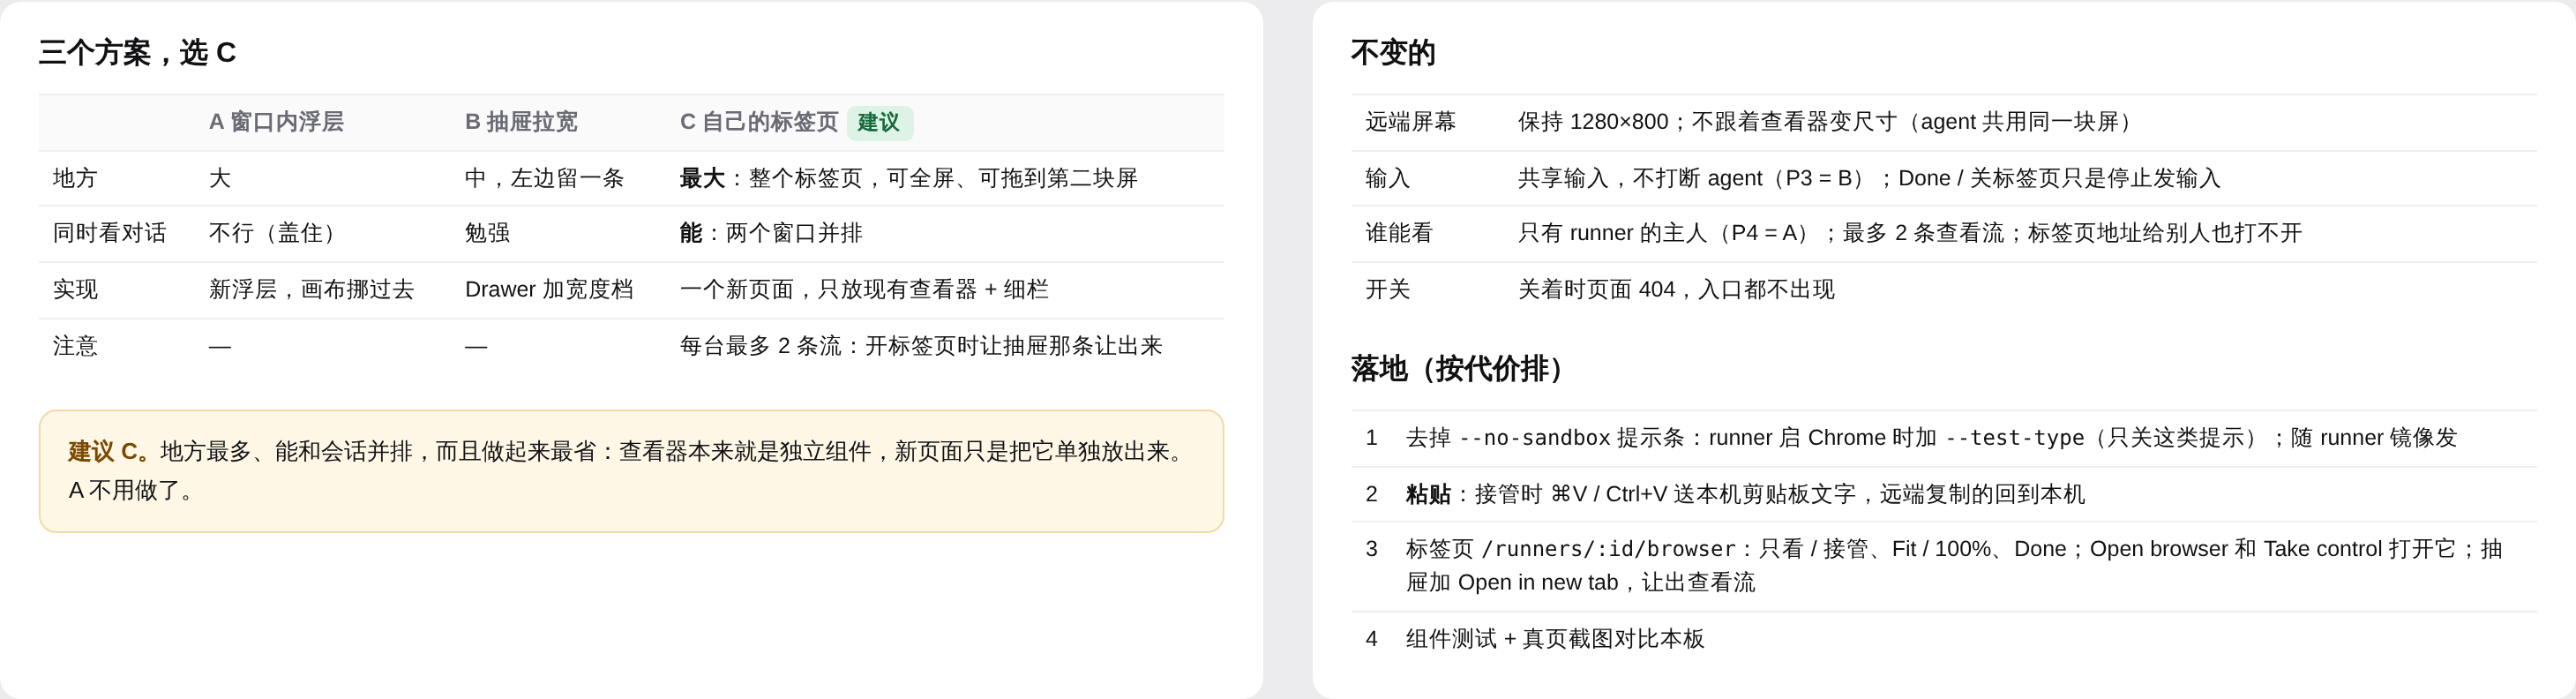 三个方案，选 C
A 窗口内浮层 B 抽屉拉宽 C 自己的标签页 建议
地方 大 中，左边留一条 最大：整个标签页，可全屏、可拖到第二块屏
同时看对话 不行（盖住） 勉强 能：两个窗口并排
实现 新浮层，画布挪过去 Drawer 加宽度档 一个新页面，只放现有查看器 + 细栏
注意 — — 每台最多 2 条流：开标签页时让抽屉那条让出来
建议 C。地方最多、能和会话并排，而且做起来最省：查看器本来就是独立组件，新页面只是把它单独放出来。
A 不用做了。
不变的
远端屏幕 保持 1280×800；不跟着查看器变尺寸（agent 共用同一块屏）
输入 共享输入，不打断 agent（P3 = B）；Done / 关标签页只是停止发输入
谁能看 只有 runner 的主人（P4 = A）；最多 2 条查看流；标签页地址给别人也打不开
开关 关着时页面 404，入口都不出现
落地（按代价排）
1 去掉 --no-sandbox 提示条：runner 启 Chrome 时加 --test-type（只关这类提示）；随 runner 镜像发
2 粘贴：接管时 ⌘V / Ctrl+V 送本机剪贴板文字，远端复制的回到本机
3 标签页 /runners/:id/browser：只看 / 接管、Fit / 100%、Done；Open browser 和 Take control 打开它；抽
屉加 Open in new tab，让出查看流
4 组件测试 + 真页截图对比本板